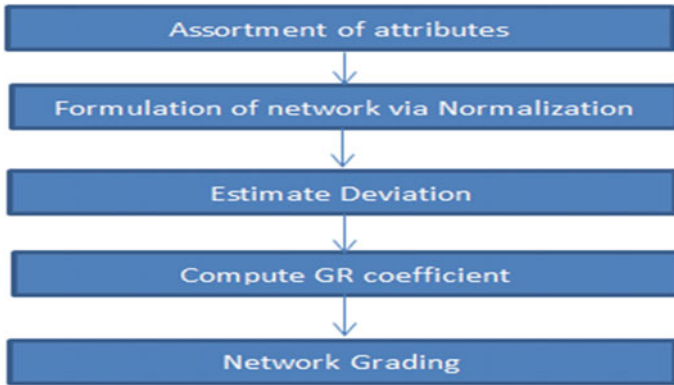 Assortment of attributes
Formulation of network via Normalization
Estimate Deviation
Compute GR coefficient
Network Grading